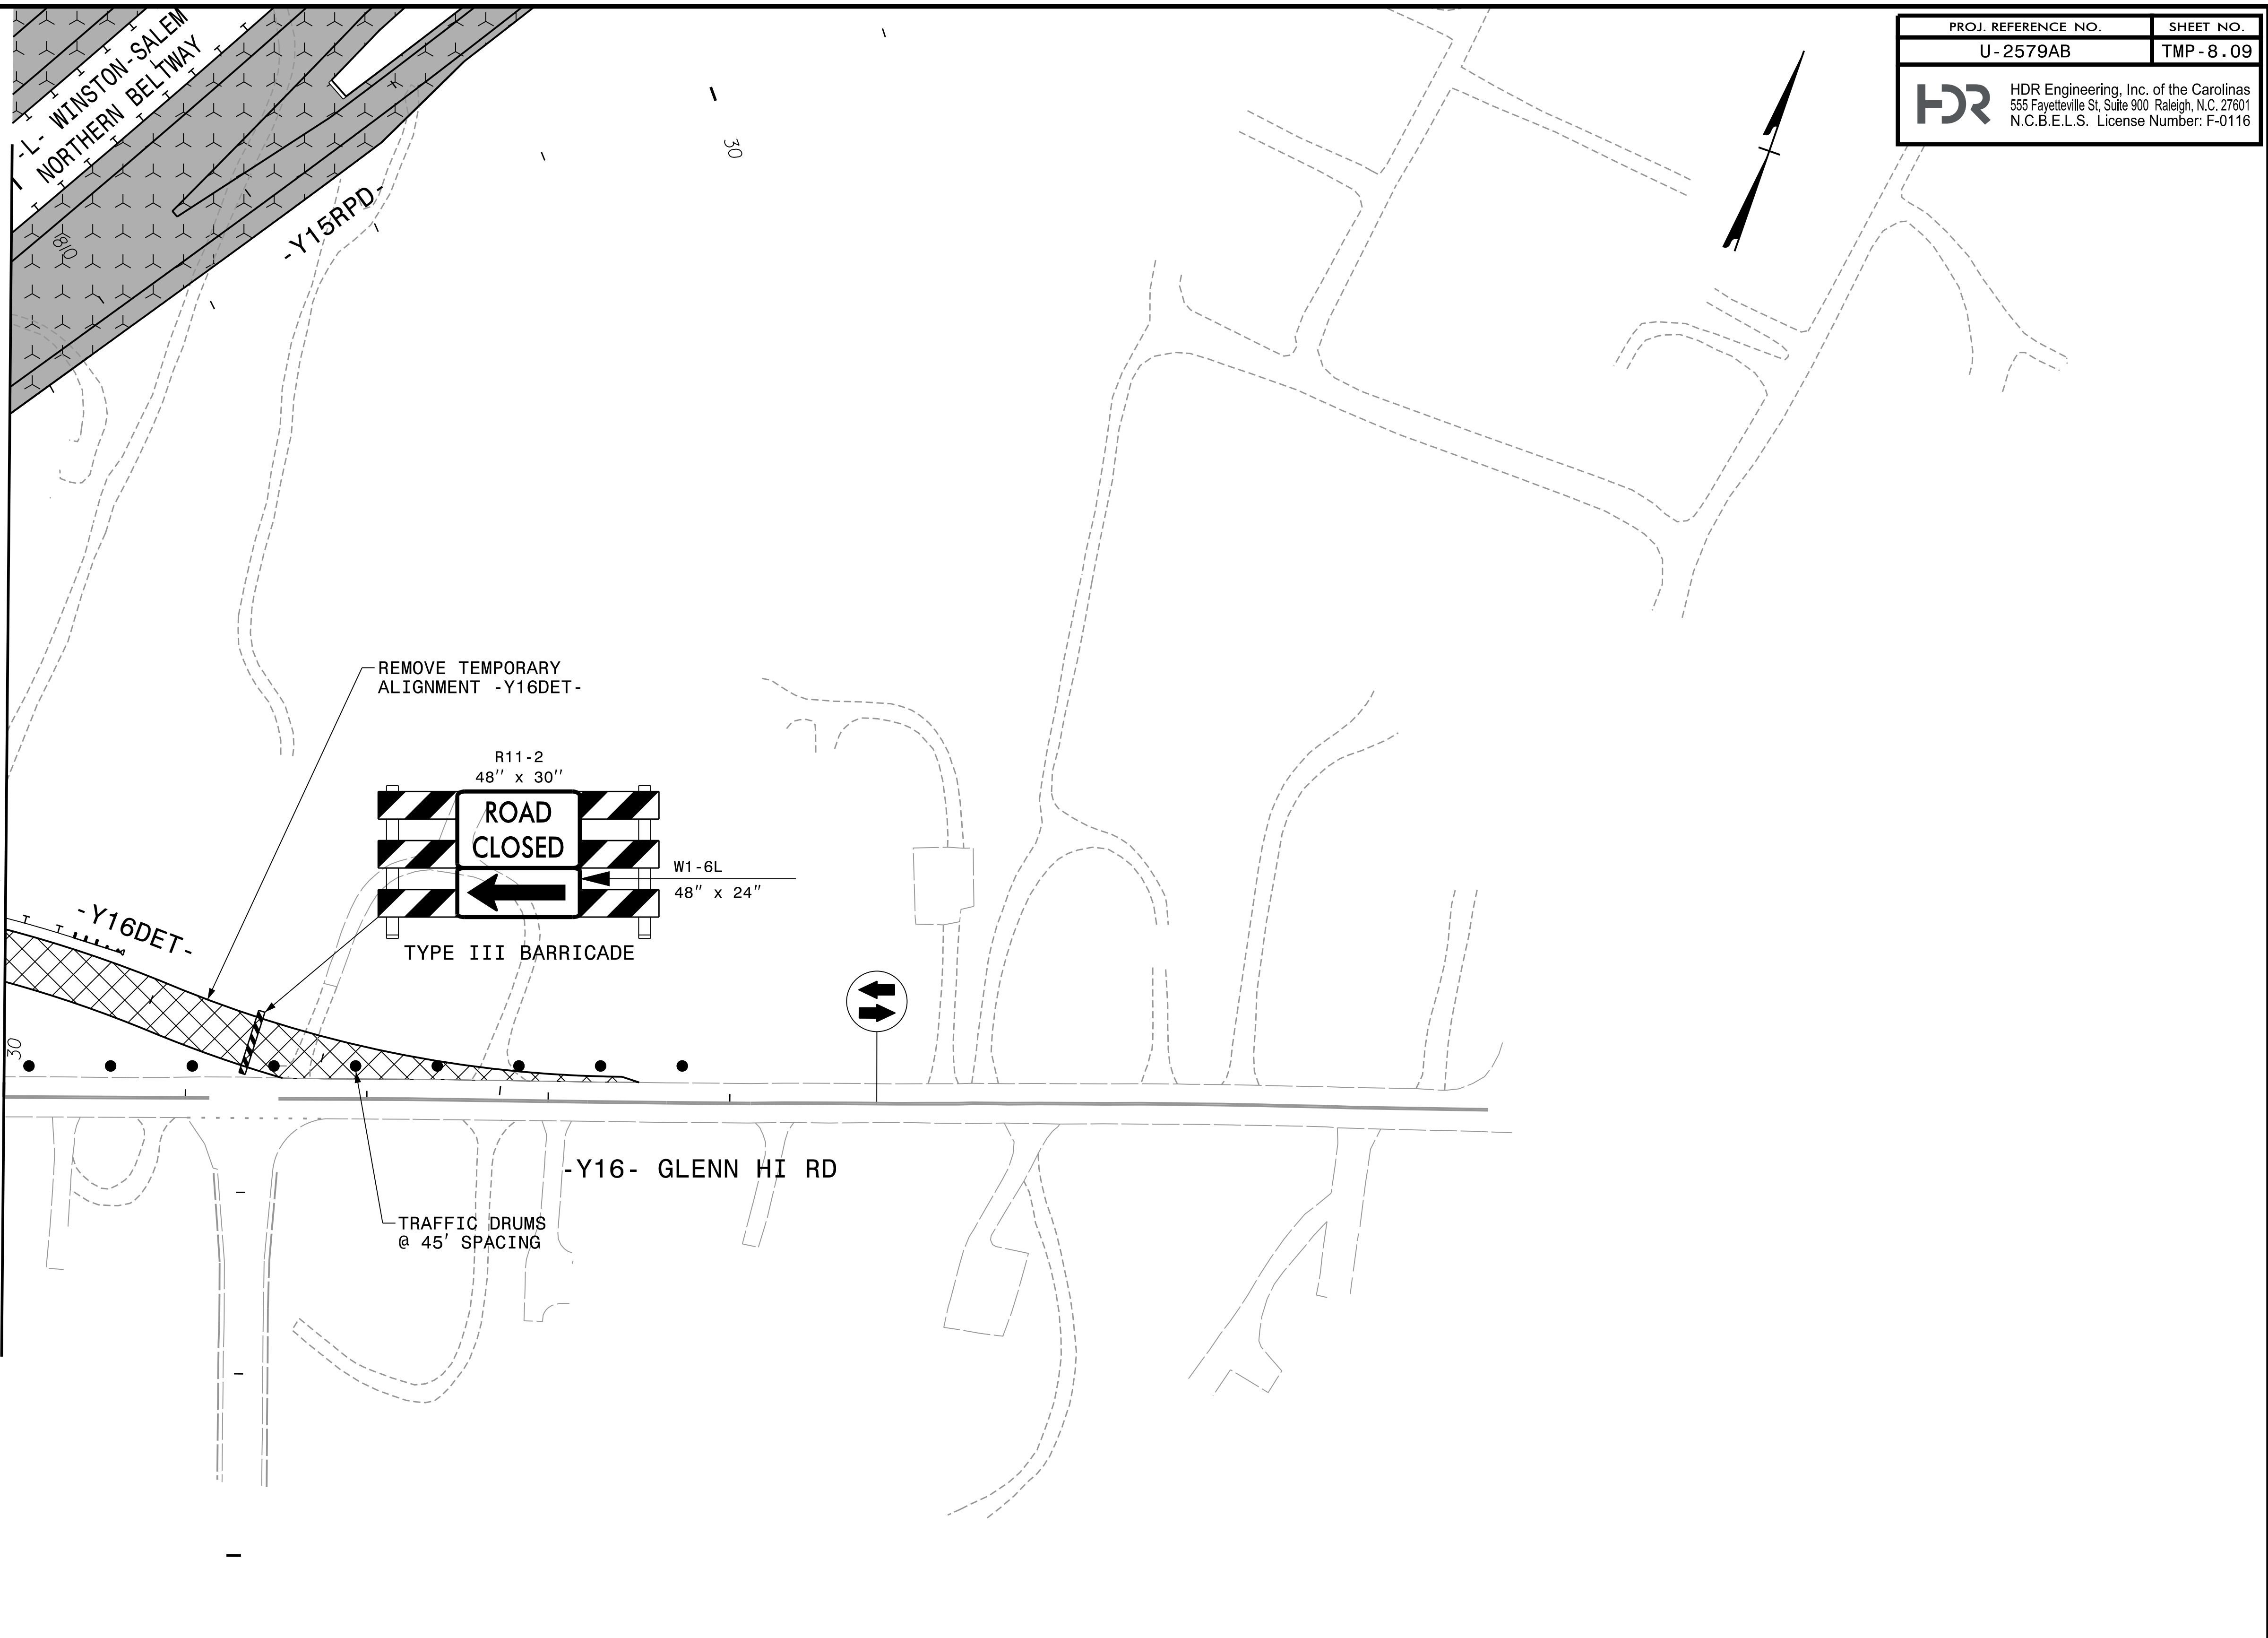 PROJ. REFERENCE NO.
SHEET NO.
U-2579AB
TMP-8.09
HDR
HDR Engineering, Inc. of the Carolinas
555 Fayetteville St, Suite 900 Raleigh, N.C. 27601
N.C.B.E.L.S. License Number: F-0116
-L- WINSTON-SALEM
NORTHERN BELTWAY
810
-Y15RPD-
30
REMOVE TEMPORARY
ALIGNMENT -Y16DET-
R11-2
48" x 30"
ROAD
CLOSED
W1-6L
48" x 24"
TYPE III BARRICADE
-Y16DET-
30
-Y16- GLENN HI RD
TRAFFIC DRUMS
@ 45' SPACING